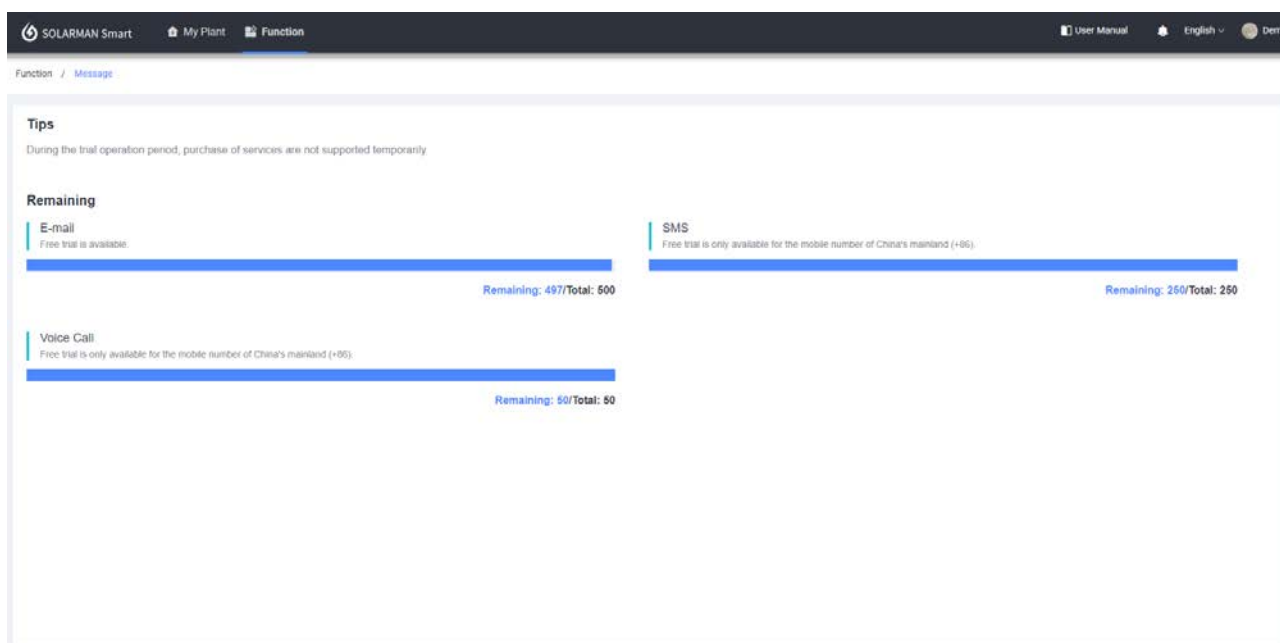 SOLARMAN Smart My Plant Function User Manual English
Function / Message
Tips
During the trial operation period, purchase of services are not supported temporarily
Remaining
E-mail
Free trial is available.
Remaining: 497/Total: 500
SMS
Free trial is only available for the mobile number of China's mainland (+86).
Remaining: 250/Total: 250
Voice Call
Free trial is only available for the mobile number of China's mainland (+86).
Remaining: 50/Total: 50